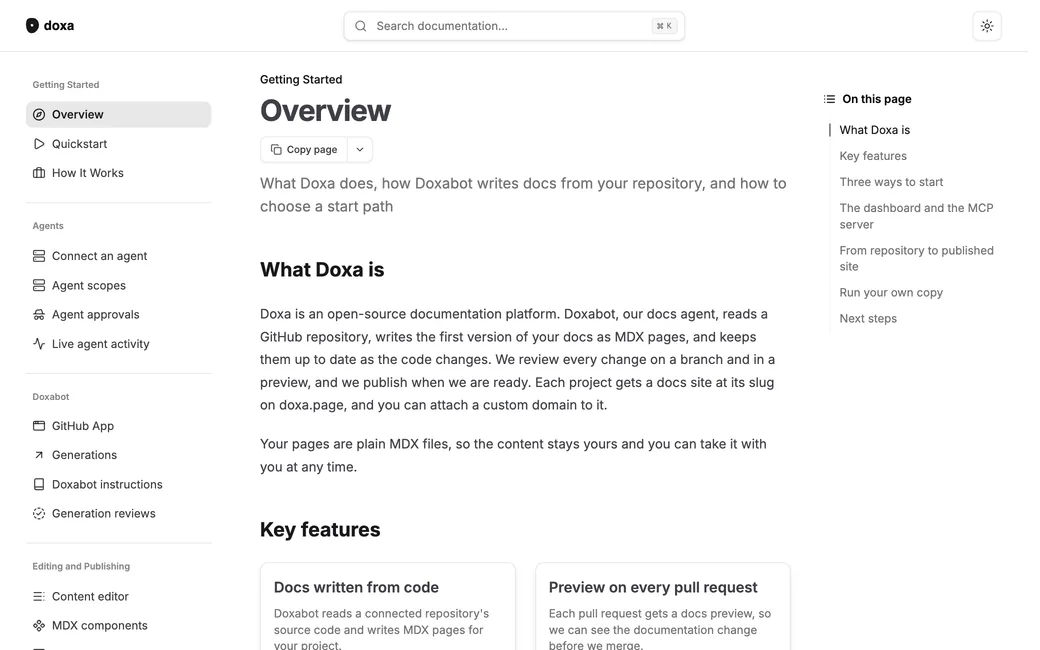 doxa
Search documentation...
⌘ K
Getting Started
Overview
Quickstart
How It Works
Agents
Connect an agent
Agent scopes
Agent approvals
Live agent activity
Doxabot
GitHub App
Generations
Doxabot instructions
Generation reviews
Editing and Publishing
Content editor
MDX components
Getting Started
Overview
Copy page
What Doxa does, how Doxabot writes docs from your repository, and how to
choose a start path
What Doxa is
Doxa is an open-source documentation platform. Doxabot, our docs agent, reads a
GitHub repository, writes the first version of your docs as MDX pages, and keeps
them up to date as the code changes. We review every change on a branch and in a
preview, and we publish when we are ready. Each project gets a docs site at its slug
on doxa.page, and you can attach a custom domain to it.
Your pages are plain MDX files, so the content stays yours and you can take it with
you at any time.
Key features
Docs written from code
Doxabot reads a connected repository's
source code and writes MDX pages for
your project.
Preview on every pull request
Each pull request gets a docs preview, so
we can see the documentation change
before we merge.
On this page
What Doxa is
Key features
Three ways to start
The dashboard and the MCP
server
From repository to published
site
Run your own copy
Next steps